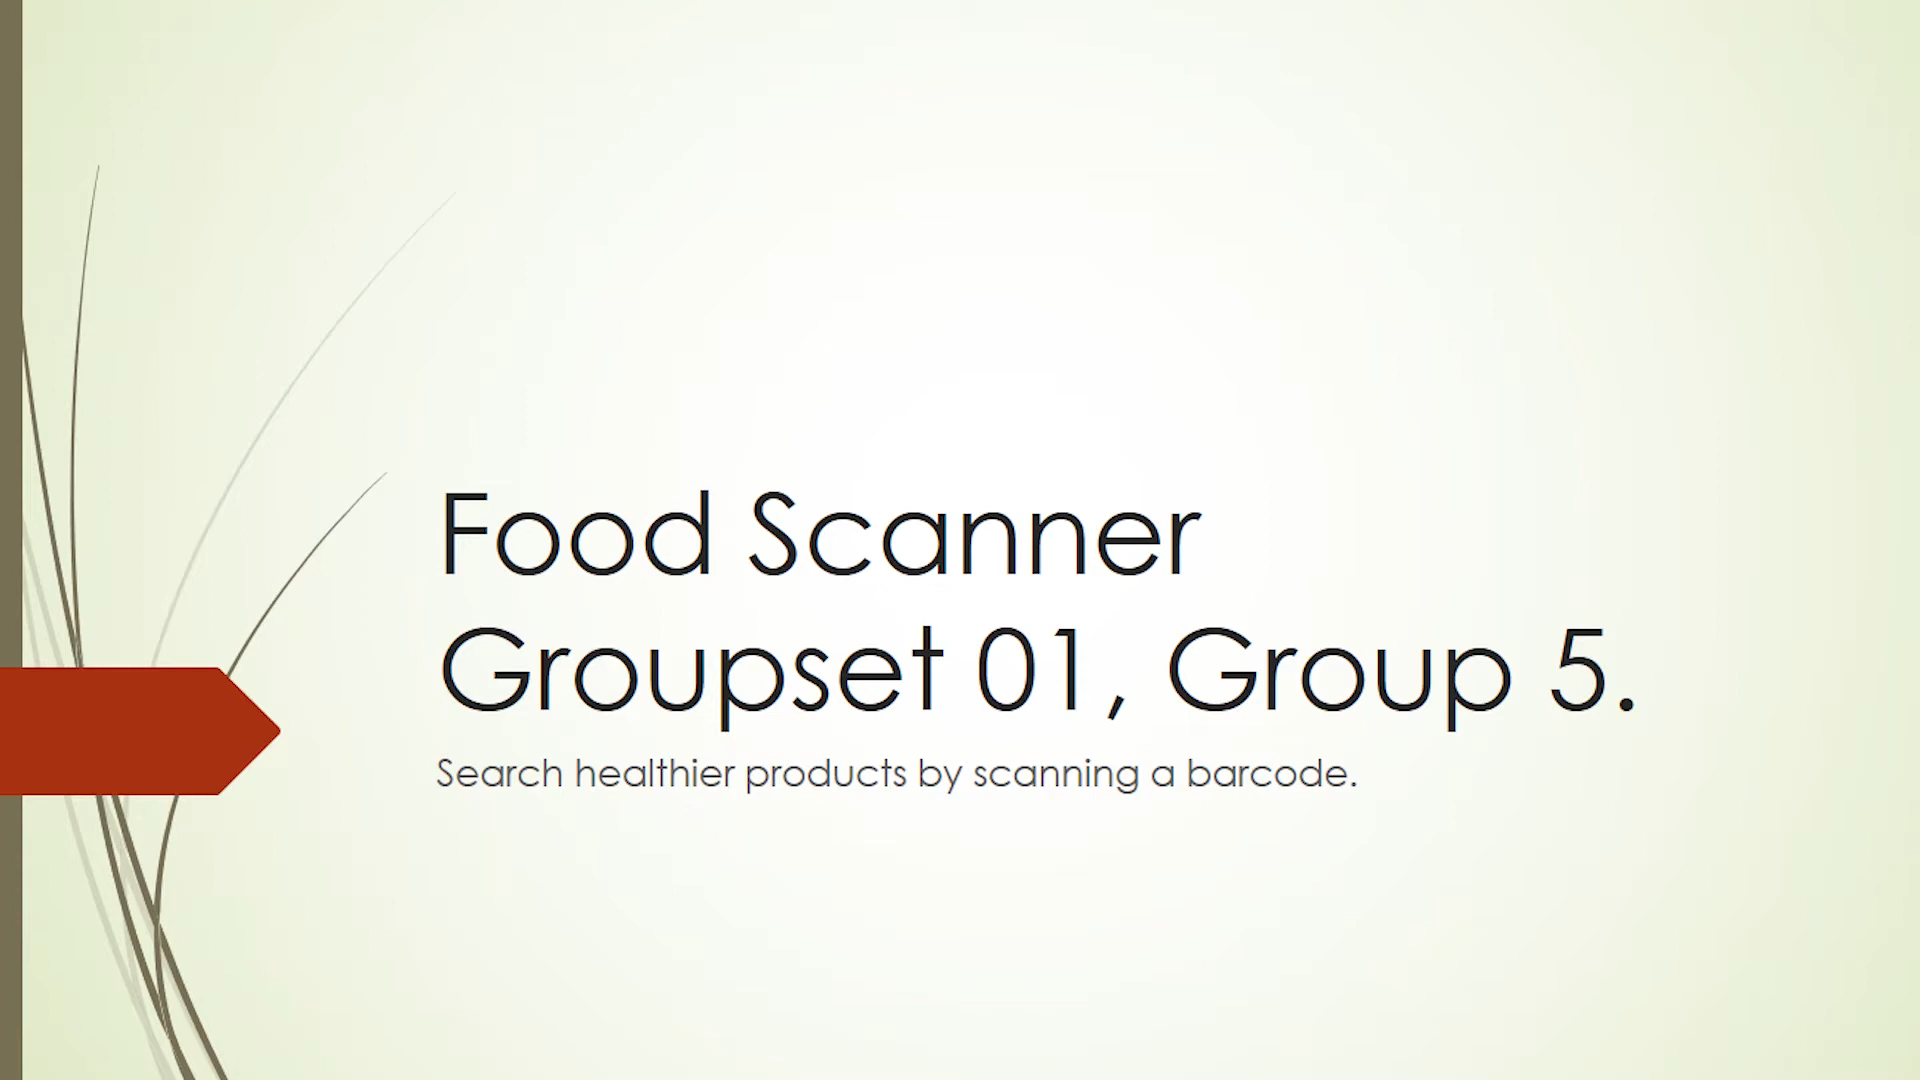 Food Scanner
Groupset 01, Group 5.
Search healthier products by scanning a barcode.